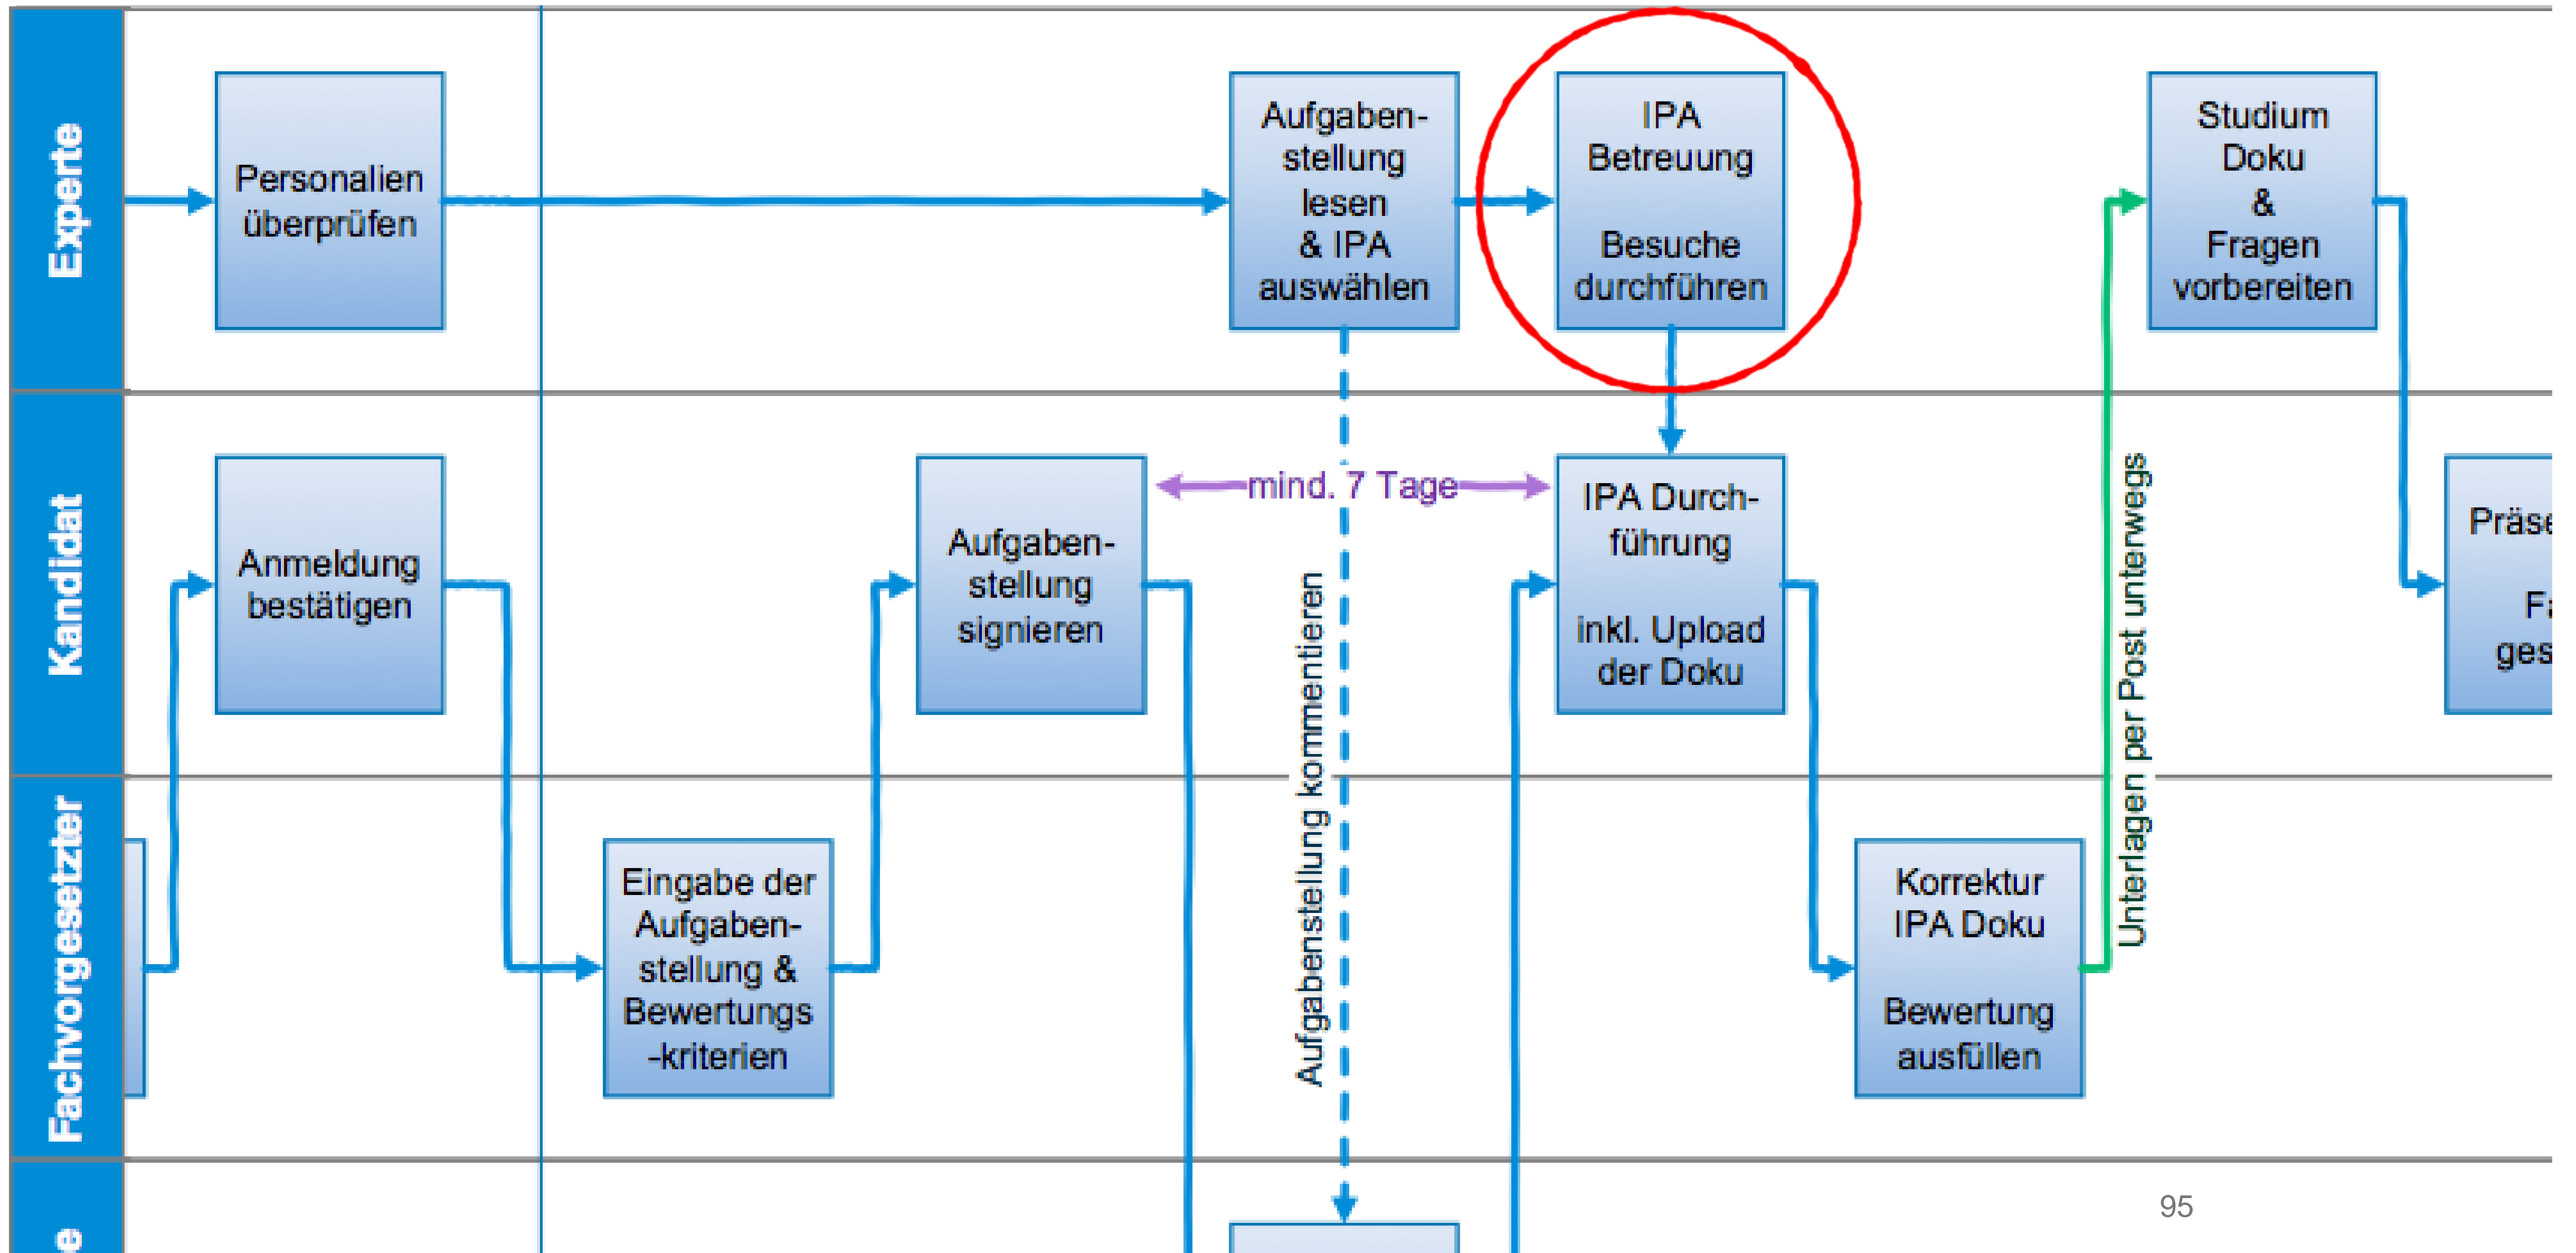 Experte
Personalien
überprüfen
Aufgaben-
stellung
lesen
& IPA
auswählen
IPA
Betreuung
Besuche
durchführen
Studium
Doku
&
Fragen
vorbereiten
Kandidat
Anmeldung
bestätigen
Aufgaben-
stellung
signieren
mind. 7 Tage
IPA Durch-
führung
inkl. Upload
der Doku
Aufgabenstellung kommentieren
Unterlagen per Post unterwegs
Fachvorgesetzter
Eingabe der
Aufgaben-
stellung &
Bewertungs
-kriterien
Korrektur
IPA Doku
Bewertung
ausfüllen
95